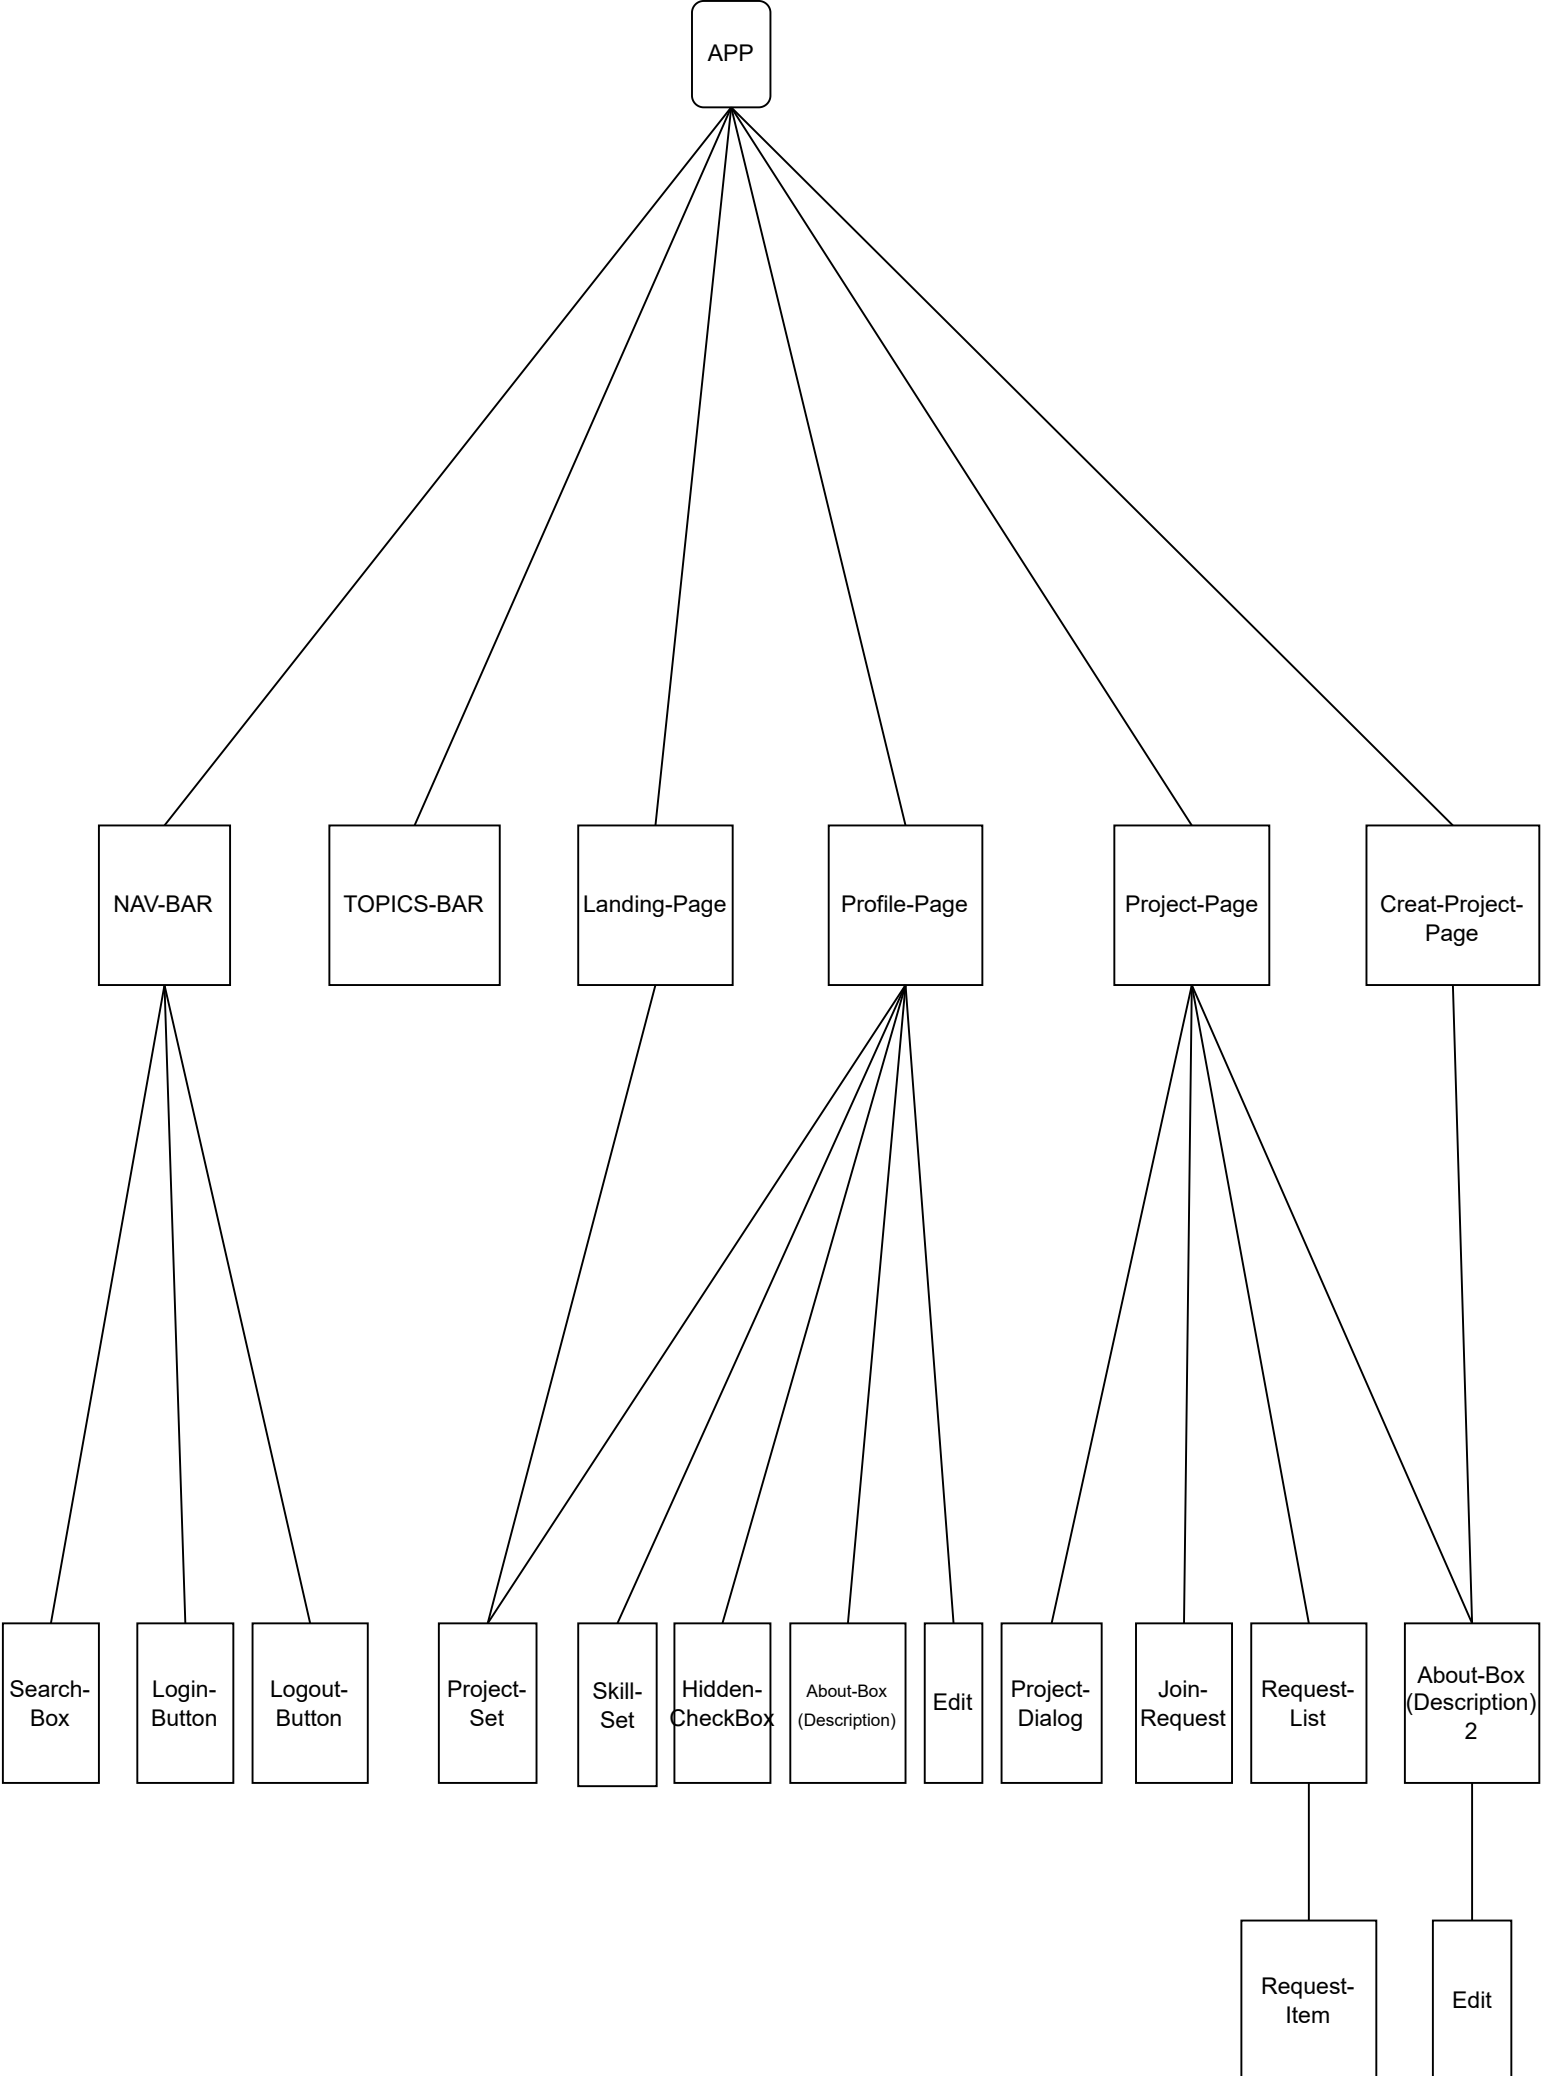 APP
NAV-BAR
TOPICS-BAR
Landing-Page
Profile-Page
Project-Page
Creat-Project-
Page
Search-
Box
Login-
Button
Logout-
Button
Project-
Set
Skill-
Set
Hidden-
CheckBox
About-Box
(Description)
Edit
Project-
Dialog
Join-
Request
Request-
List
About-Box
(Description)
2
Request-
Item
Edit